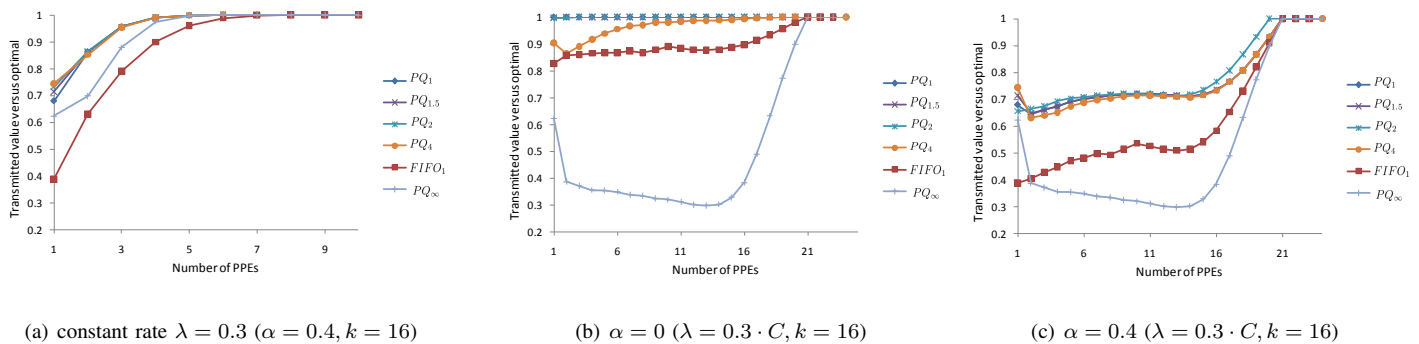 Transmitted value versus optimal
1
0.9
0.8
0.7
0.6
0.5
0.4
0.3
0.2
1 3 5 7 9
Number of PPEs
PQ₁
PQ₁.₅
PQ₂
PQ₄
FIFO₁
PQ∞
(a) constant rate λ = 0.3 (α = 0.4, k = 16)
Transmitted value versus optimal
1
0.9
0.8
0.7
0.6
0.5
0.4
0.3
0.2
1 6 11 16 21
Number of PPEs
PQ₁
PQ₁.₅
PQ₂
PQ₄
FIFO₁
PQ∞
(b) α = 0 (λ = 0.3 · C, k = 16)
Transmitted value versus optimal
1
0.9
0.8
0.7
0.6
0.5
0.4
0.3
0.2
1 6 11 16 21
Number of PPEs
PQ₁
PQ₁.₅
PQ₂
PQ₄
FIFO₁
PQ∞
(c) α = 0.4 (λ = 0.3 · C, k = 16)